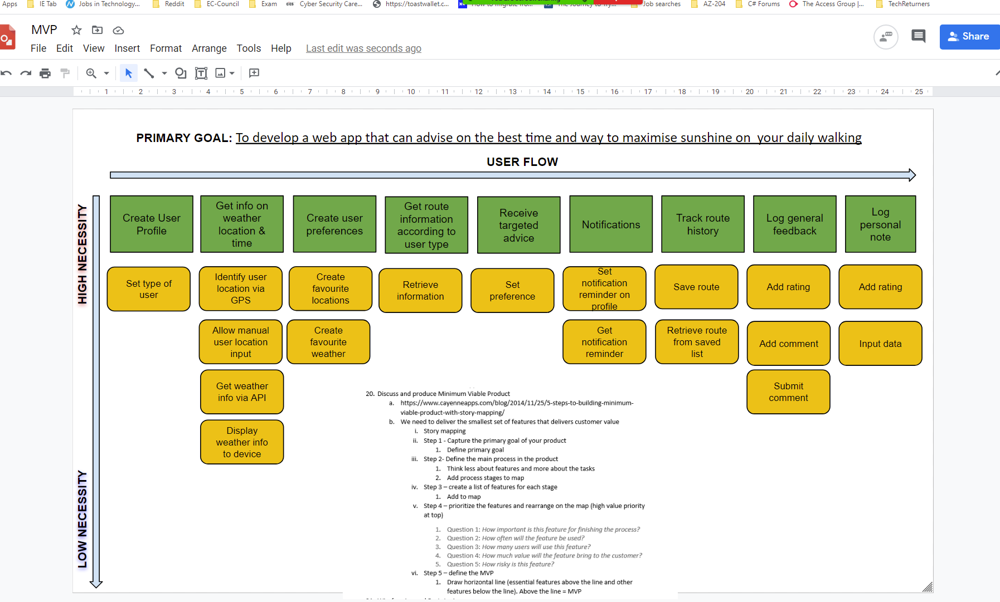 Apps IE Tab Jobs in Technology... Reddit EC-Council Exam Cyber Security Care... https://toastwallet.c... Job searches AZ-204 C# Forums The Access Group |... TechReturners
MVP
File Edit View Insert Format Arrange Tools Help Last edit was seconds ago
Share
1 2 3 4 5 6 7 8 9 10 11 12 13 14 15 16 17 18 19 20 21 22 23 24 25
PRIMARY GOAL: To develop a web app that can advise on the best time and way to maximise sunshine on your daily walking
USER FLOW
HIGH NECESSITY
LOW NECESSITY
Create User
Profile
Get info on
weather
location &
time
Create user
preferences
Get route
information
according to
user type
Receive
targeted
advice
Notifications
Track route
history
Log general
feedback
Log
personal
note
Set type of
user
Identify user
location via
GPS
Create
favourite
locations
Retrieve
information
Set
preference
Set
notification
reminder on
profile
Save route
Add rating
Add rating
Allow manual
user location
input
Create
favourite
weather
Get
notification
reminder
Retrieve route
from saved
list
Add comment
Input data
Get weather
info via API
Submit
comment
Display
weather info
to device
20. Discuss and produce Minimum Viable Product
a. https://www.cayenneapps.com/blog/2014/11/25/5-steps-to-building-minimum-
viable-product-with-story-mapping/
b. We need to deliver the smallest set of features that delivers customer value
i. Story mapping
ii. Step 1 - Capture the primary goal of your product
1. Define primary goal
iii. Step 2- Define the main process in the product
1. Think less about features and more about the tasks
2. Add process stages to map
iv. Step 3 – create a list of features for each stage
1. Add to map
v. Step 4 – prioritize the features and rearrange on the map (high value priority
at top)
1. Question 1: How important is this feature for finishing the process?
2. Question 2: How often will the feature be used?
3. Question 3: How many users will use this feature?
4. Question 4: How much value will the feature bring to the customer?
5. Question 5: How risky is this feature?
vi. Step 5 – define the MVP
1. Draw horizontal line (essential features above the line and other
features below the line). Above the line = MVP